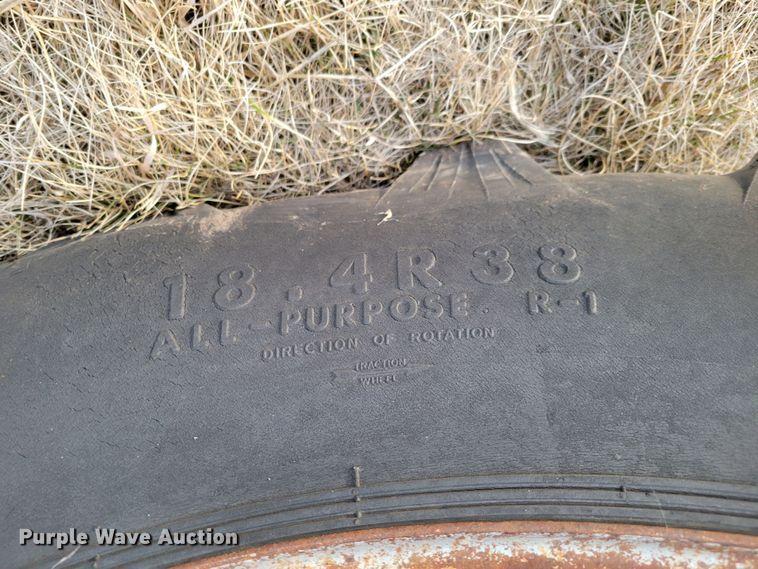 18.4R38
ALL-PURPOSE. R-1
DIRECTION OF ROTATION
TRACTION
WHEEL
Purple Wave Auction